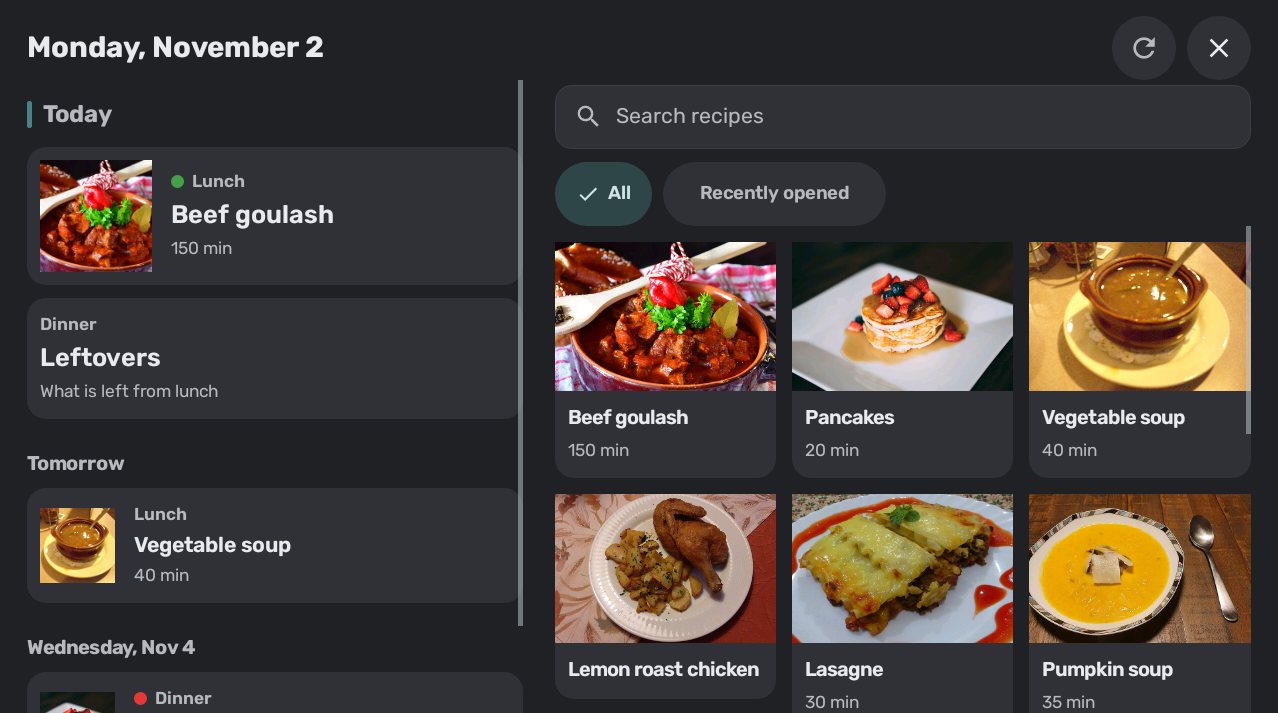 Monday, November 2
Today
Lunch
Beef goulash
150 min
Dinner
Leftovers
What is left from lunch
Tomorrow
Lunch
Vegetable soup
40 min
Wednesday, Nov 4
Dinner
Search recipes
All
Recently opened
Beef goulash
150 min
Pancakes
20 min
Vegetable soup
40 min
Lemon roast chicken
Lasagne
30 min
Pumpkin soup
35 min